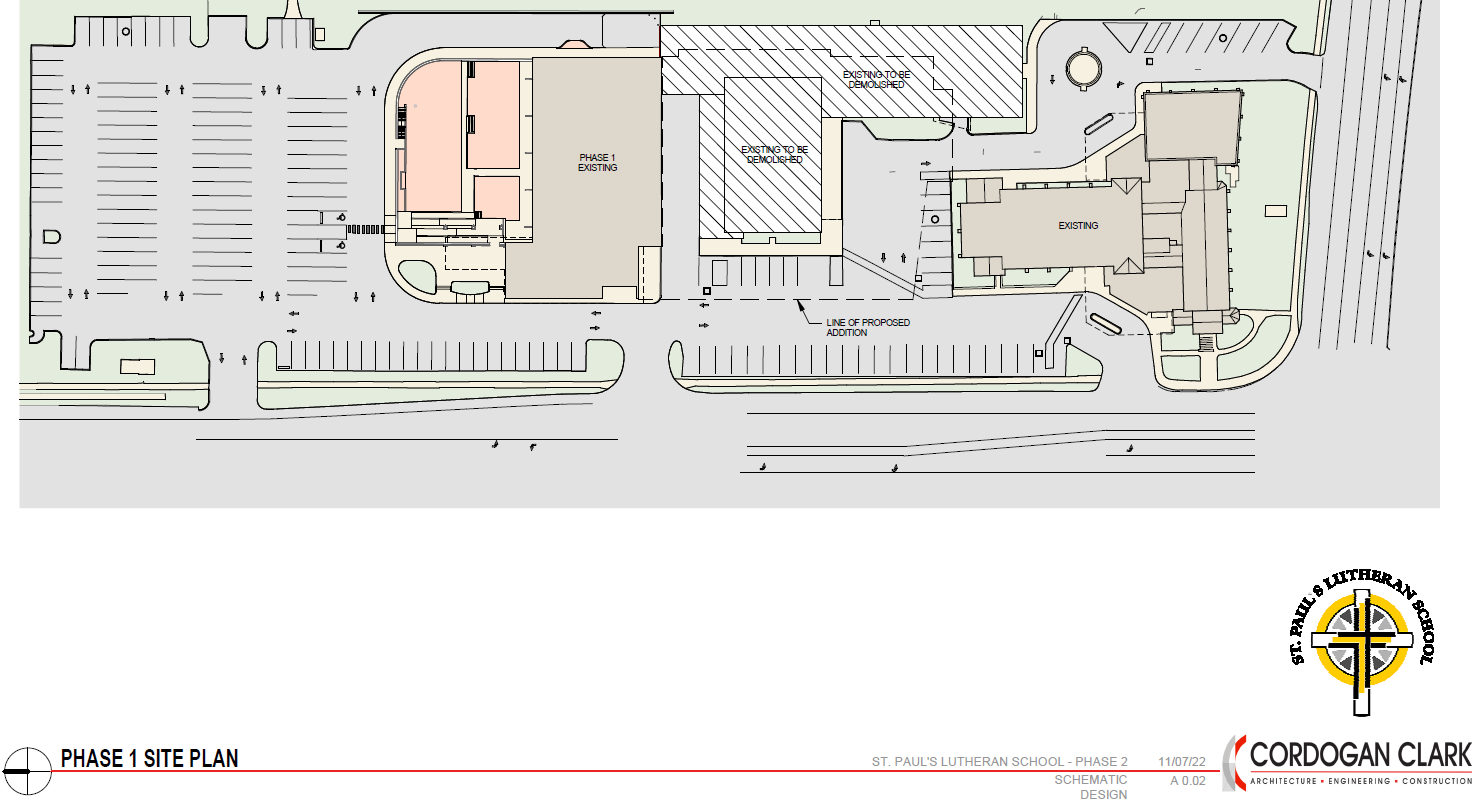 EXISTING TO BE
DEMOLISHED
EXISTING TO BE
DEMOLISHED
PHASE 1
EXISTING
EXISTING
LINE OF PROPOSED
ADDITION
ST. PAUL`S LUTHERAN SCHOOL
PHASE 1 SITE PLAN
ST. PAUL'S LUTHERAN SCHOOL - PHASE 2
11/07/22
SCHEMATIC
DESIGN
A 0.02
CORDOGAN CLARK
ARCHITECTURE ▪ ENGINEERING ▪ CONSTRUCTION